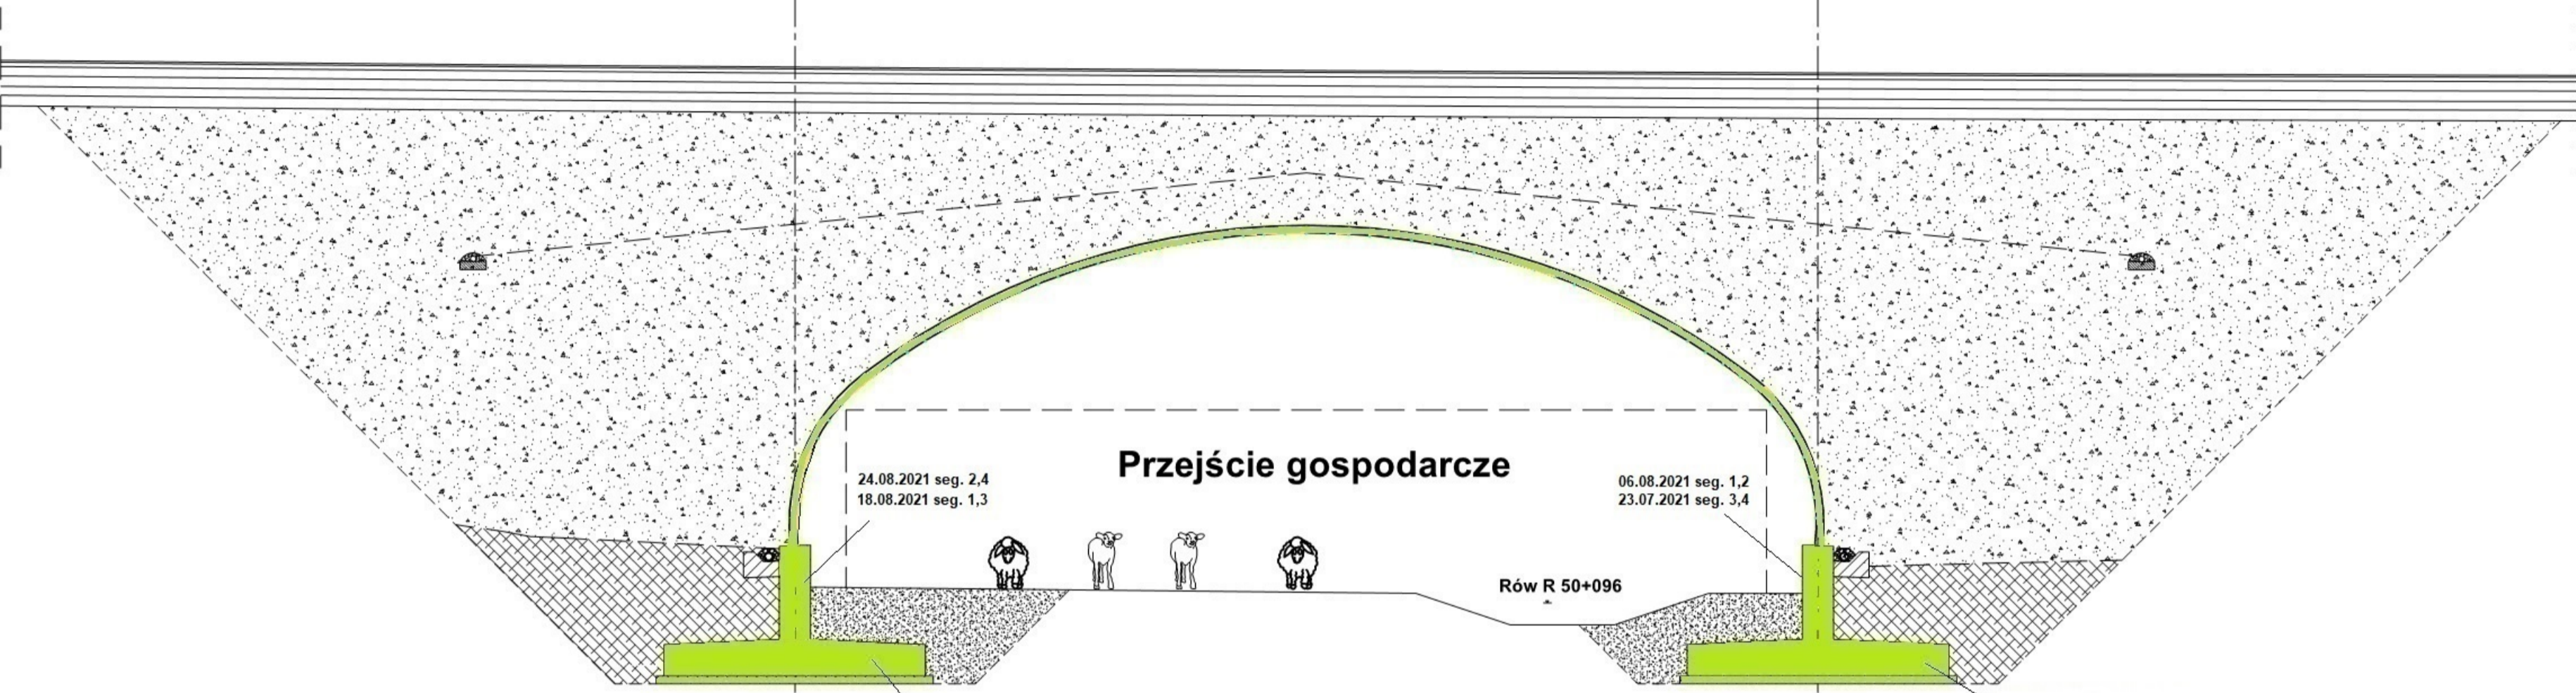 Przejście gospodarcze
24.08.2021 seg. 2,4
18.08.2021 seg. 1,3
06.08.2021 seg. 1,2
23.07.2021 seg. 3,4
Rów R 50+096